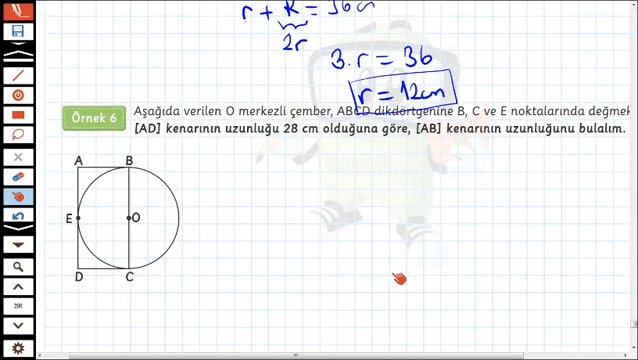 r + K = 36 cm
2r
3.r = 36
r = 12cm
Örnek 6
Aşağıda verilen O merkezli çember, ABCD dikdörtgenine B, C ve E noktalarında değmek
[AD] kenarının uzunluğu 28 cm olduğuna göre, [AB] kenarının uzunluğunu bulalım.
A B
E O
D C
290